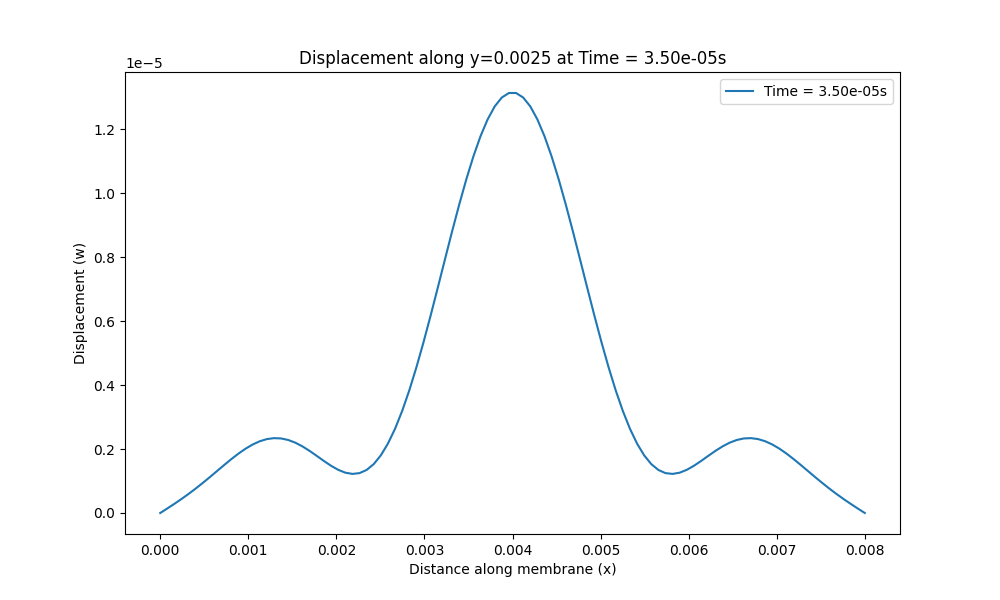 Displacement along y=0.0025 at Time = 3.50e-05s
1e−5
Time = 3.50e-05s
1.2
1.0
0.8
0.6
0.4
0.2
0.0
Displacement (w)
0.000 0.001 0.002 0.003 0.004 0.005 0.006 0.007 0.008
Distance along membrane (x)